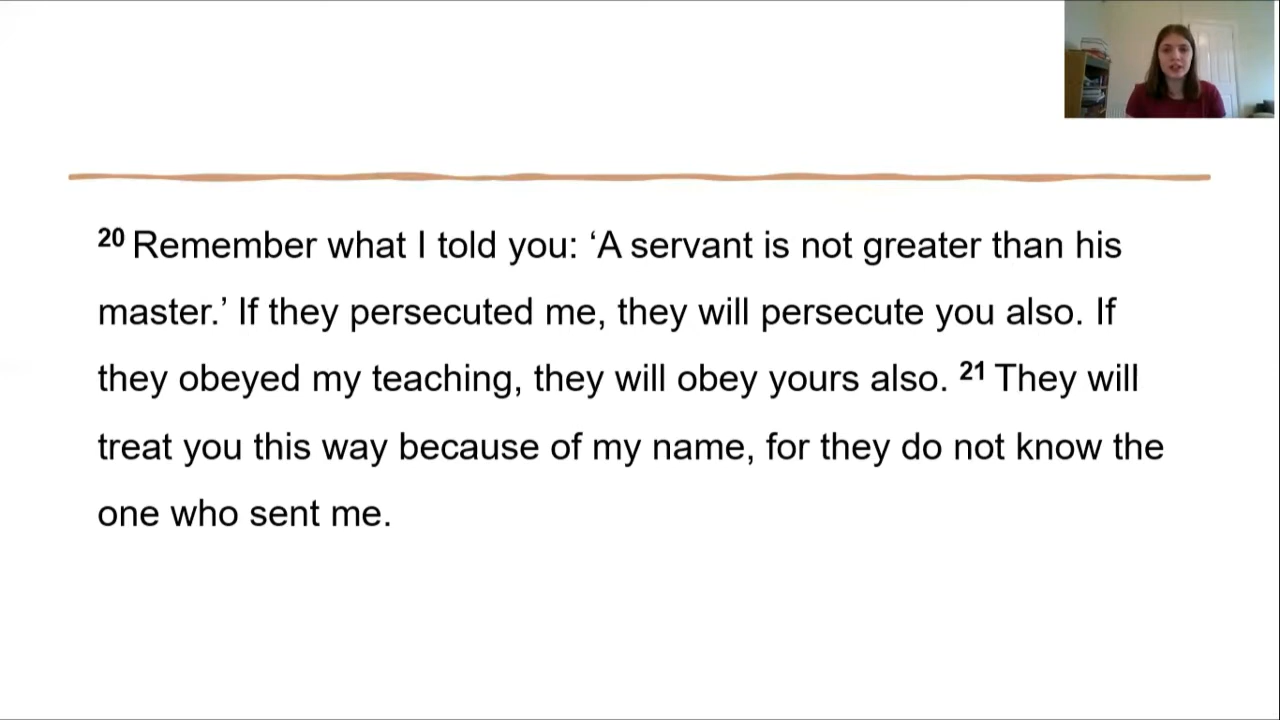 20 Remember what I told you: ‘A servant is not greater than his
master.’ If they persecuted me, they will persecute you also. If
they obeyed my teaching, they will obey yours also. 21 They will
treat you this way because of my name, for they do not know the
one who sent me.